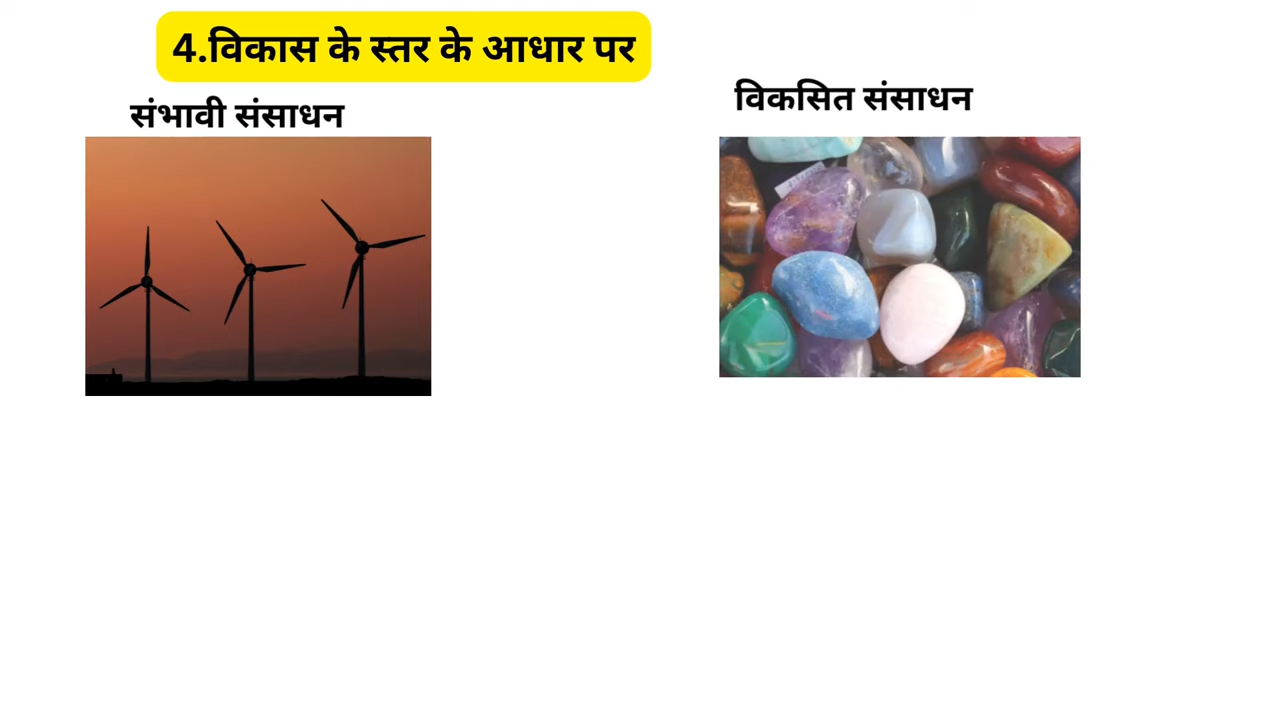 4.विकास के स्तर के आधार पर
संभावी संसाधन
विकसित संसाधन